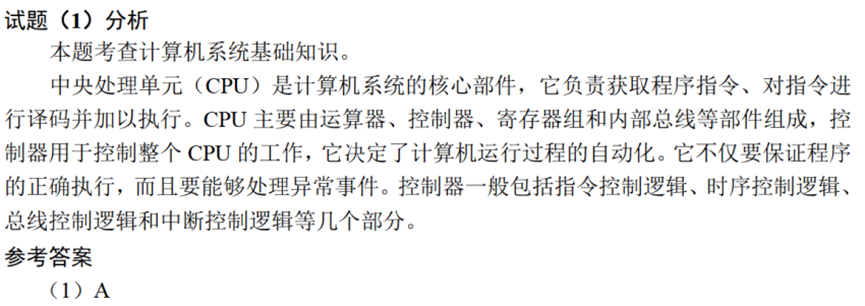 试题（1）分析
本题考查计算机系统基础知识。
中央处理单元（CPU）是计算机系统的核心部件，它负责获取程序指令、对指令进
行译码并加以执行。CPU 主要由运算器、控制器、寄存器组和内部总线等部件组成，控
制器用于控制整个 CPU 的工作，它决定了计算机运行过程的自动化。它不仅要保证程序
的正确执行，而且要能够处理异常事件。控制器一般包括指令控制逻辑、时序控制逻辑、
总线控制逻辑和中断控制逻辑等几个部分。
参考答案
（1）A